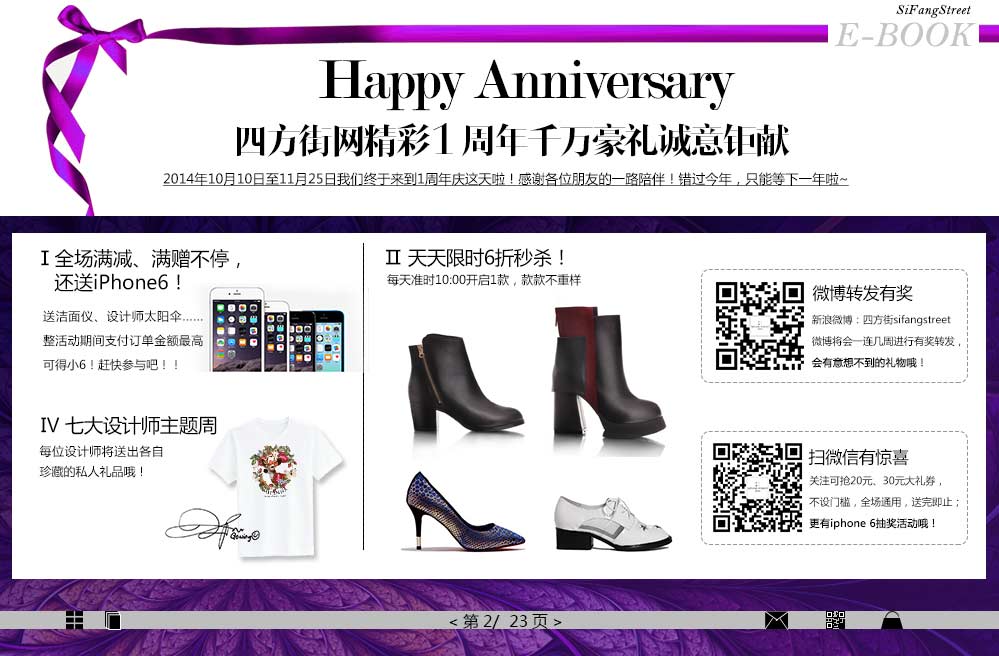 SiFangStreet
E-BOOK
Happy Anniversary
四方街网精彩1周年千万豪礼诚意钜献
2014年10月10日至11月25日我们终于来到1周年庆这天啦！感谢各位朋友的一路陪伴！错过今年，只能等下一年啦~
I 全场满减、满赠不停，
还送iPhone6！
送洁面仪、设计师太阳伞......
整活动期间支付订单金额最高
可得小6！赶快参与吧！！
IV 七大设计师主题周
每位设计师将送出各自
珍藏的私人礼品哦！
II 天天限时6折秒杀！
每天准时10:00开启1款，款款不重样
微博转发有奖
新浪微博：四方街sifangstreet
微博将会一连几周进行有奖转发，
会有意想不到的礼物哦！
扫微信有惊喜
关注可抢20元、30元大礼券，
不设门槛，全场通用，送完即止；
更有iphone 6抽奖活动哦！
< 第 2/ 23 页 >